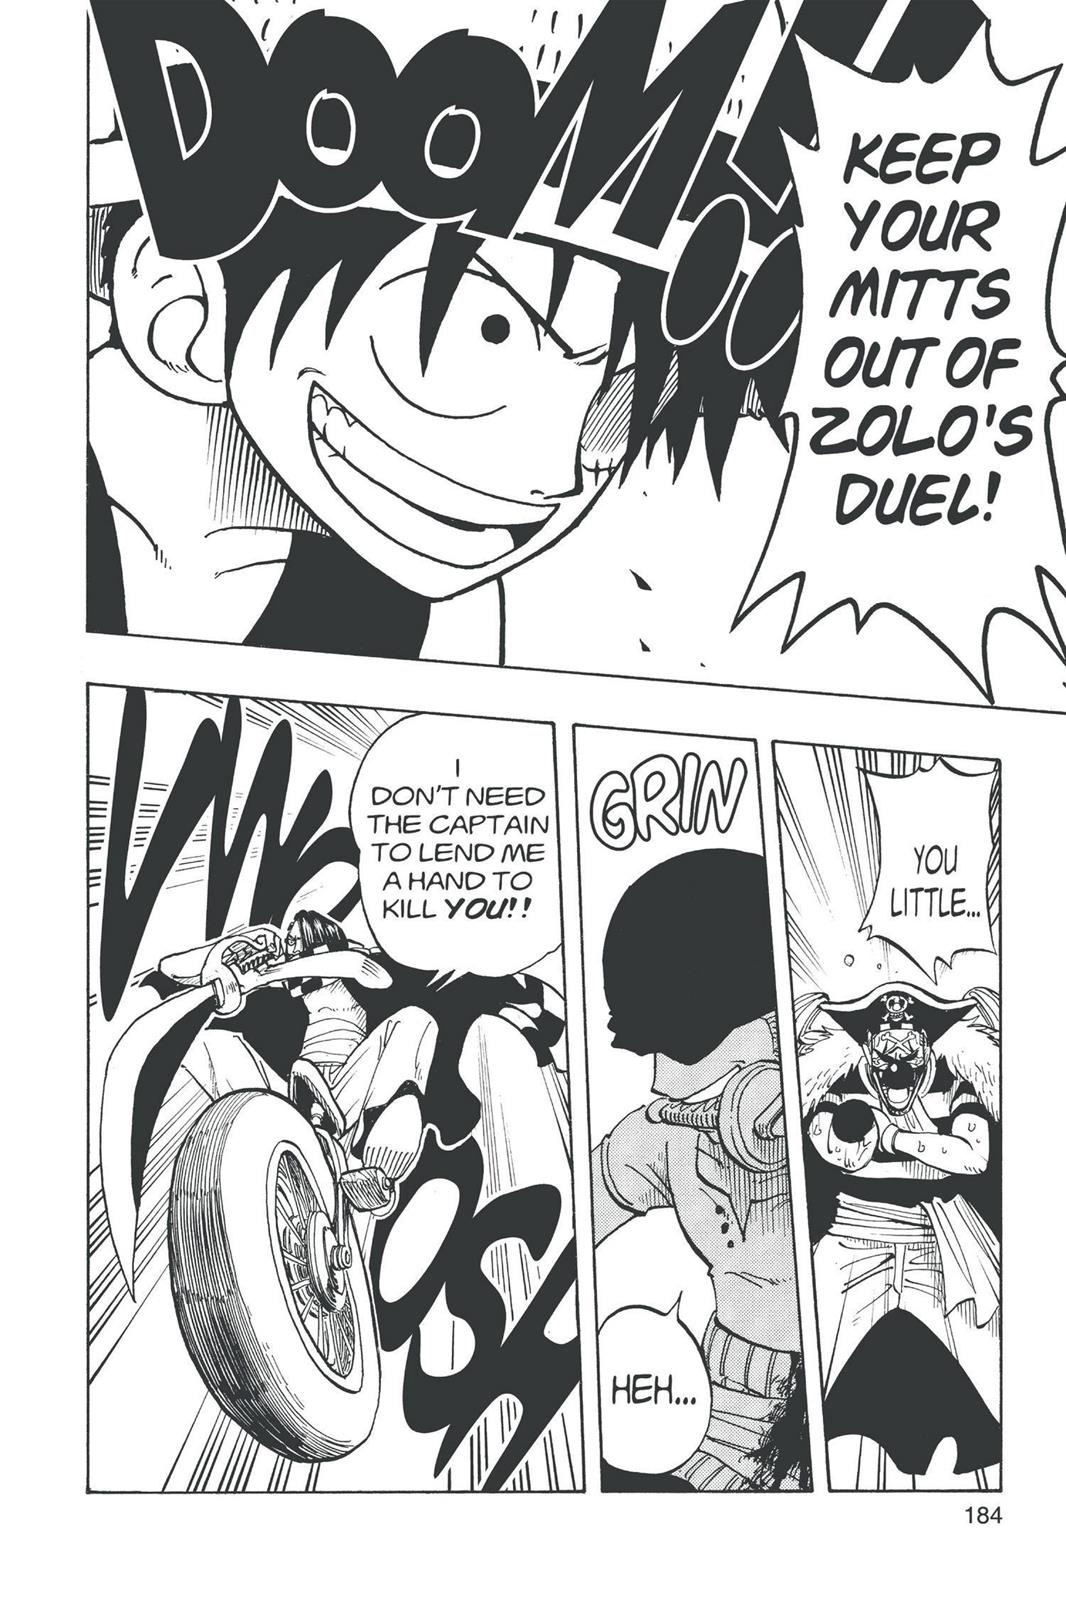 DOOM!!
KEEP
YOUR
MITTS
OUT OF
ZOLO'S
DUEL!
YOU
LITTLE...
GRIN
HEH...
I
DON'T NEED
THE CAPTAIN
TO LEND ME
A HAND TO
KILL YOU!!
184